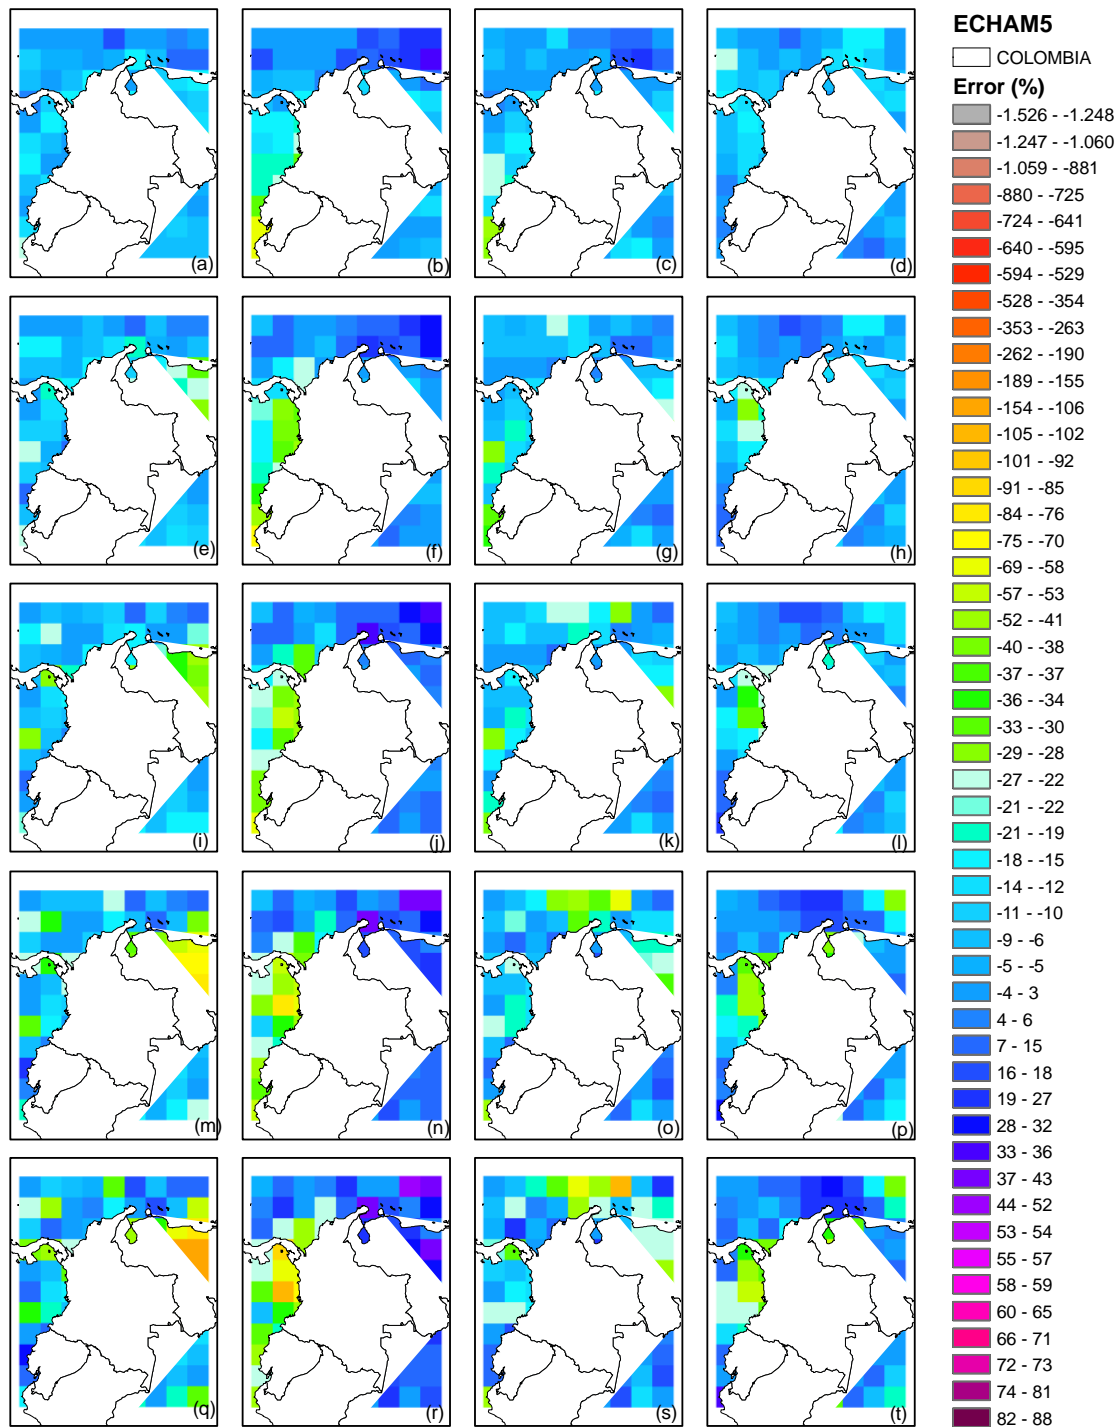 ECHAM5
COLOMBIA
Error (%)
-1.526 - -1.248
-1.247 - -1.060
-1.059 - -881
-880 - -725
-724 - -641
-640 - -595
-594 - -529
-528 - -354
-353 - -263
-262 - -190
-189 - -155
-154 - -106
-105 - -102
-101 - -92
-91 - -85
-84 - -76
-75 - -70
-69 - -58
-57 - -53
-52 - -41
-40 - -38
-37 - -37
-36 - -34
-33 - -30
-29 - -28
-27 - -22
-21 - -22
-21 - -19
-18 - -15
-14 - -12
-11 - -10
-9 - -6
-5 - -5
-4 - 3
4 - 6
7 - 15
16 - 18
19 - 27
28 - 32
33 - 36
37 - 43
44 - 52
53 - 54
55 - 57
58 - 59
60 - 65
66 - 71
72 - 73
74 - 81
82 - 88
(a) (b) (c) (d)
(e) (f) (g) (h)
(i) (j) (k) (l)
(m) (n) (o) (p)
(q) (r) (s) (t)